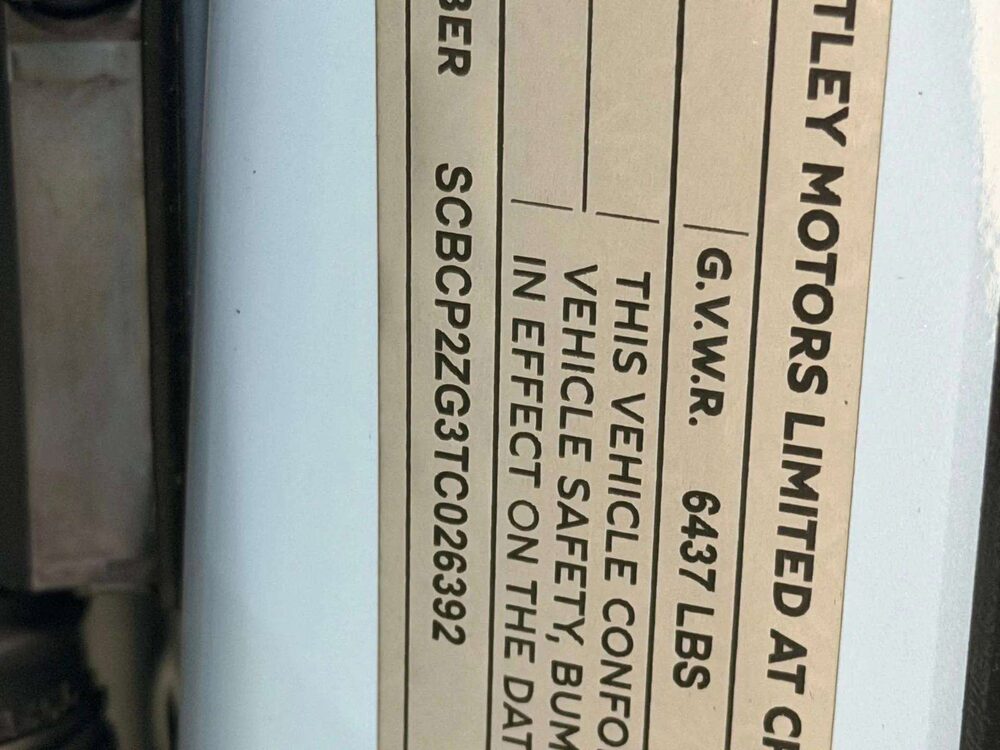 TLEY MOTORS LIMITED AT CR
G.V.W.R. 6437 LBS
THIS VEHICLE CONFO
VEHICLE SAFETY, BUM
IN EFFECT ON THE DAT
BER SCBCP2ZG3TC026392